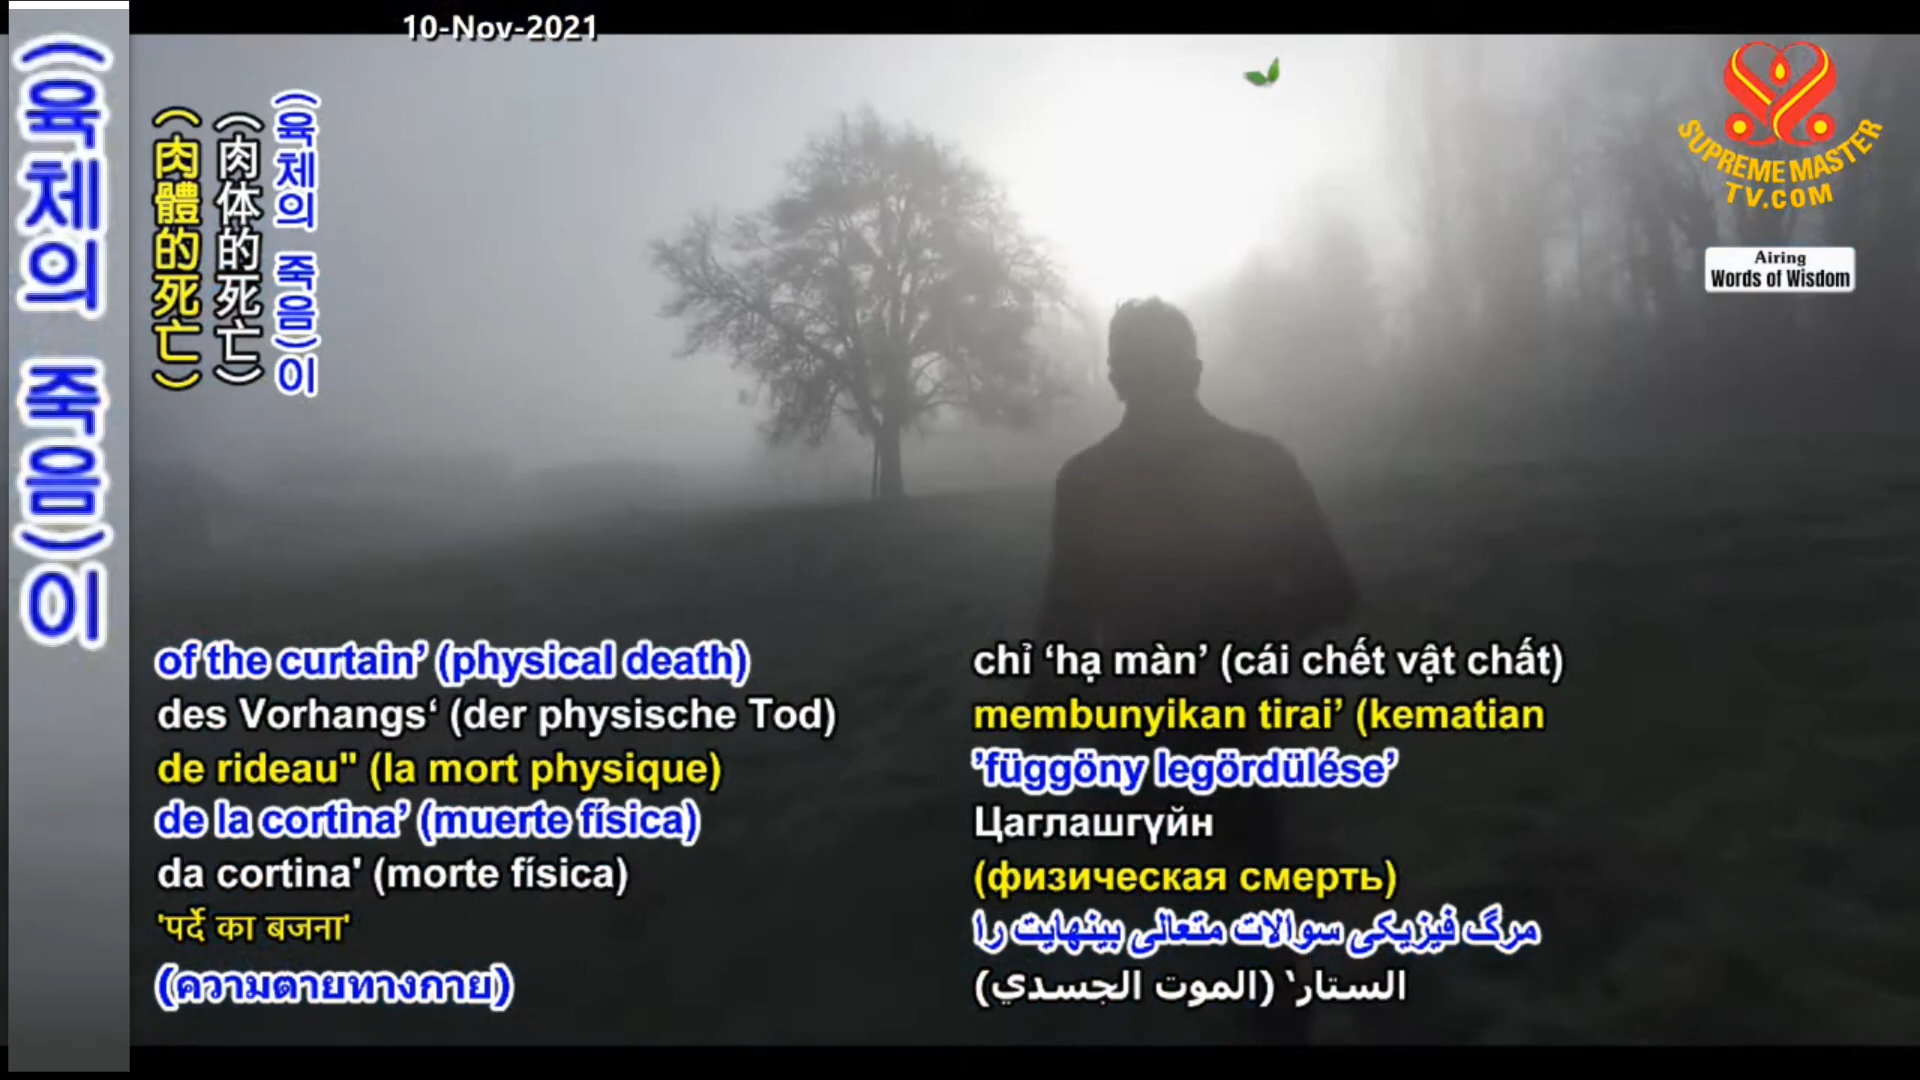 10-Nov-2021
(육체의 죽음)이
(肉體的死亡)
(肉体的死亡)
(육체의 죽음)이
SUPREME MASTER
TV.COM
Airing
Words of Wisdom
of the curtain’ (physical death)
des Vorhangs‘ (der physische Tod)
de rideau" (la mort physique)
de la cortina’ (muerte física)
da cortina' (morte física)
'पर्दे का बजना'
(ความตายทางกาย)
chỉ ‘hạ màn’ (cái chết vật chất)
membunyikan tirai’ (kematian
’függöny legördülése’
Цаглашгүйн
(физическая смерть)
مرگ فیزیکی سوالات متعالی بینهایت را
الستار‘ (الموت الجسدي)